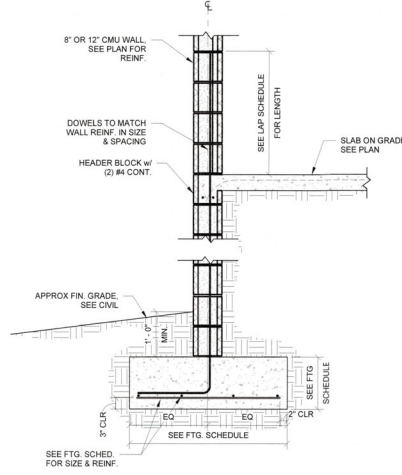 ℄
8" OR 12" CMU WALL,
SEE PLAN FOR
REINF.
DOWELS TO MATCH
WALL REINF. IN SIZE
& SPACING
SEE LAP SCHEDULE
FOR LENGTH
SLAB ON GRADE
SEE PLAN
HEADER BLOCK w/
(2) #4 CONT.
APPROX FIN. GRADE,
SEE CIVIL
1' - 0"
MIN.
SEE FTG
SCHEDULE
3" CLR
EQ
EQ
2" CLR
SEE FTG. SCHEDULE
SEE FTG. SCHED.
FOR SIZE & REINF.